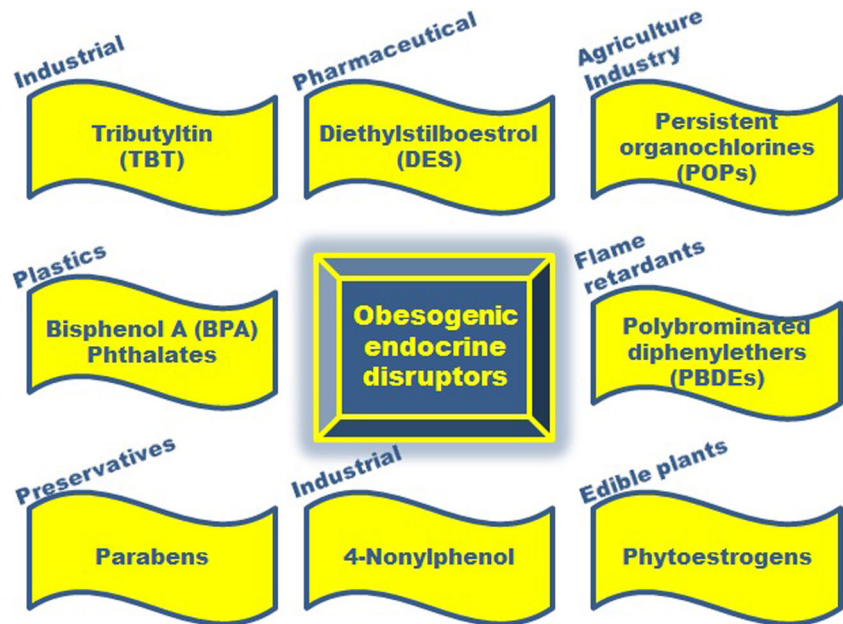 Industrial
Tributyltin
(TBT)
Pharmaceutical
Diethylstilboestrol
(DES)
Agriculture
Industry
Persistent
organochlorines
(POPs)
Plastics
Bisphenol A (BPA)
Phthalates
Obesogenic
endocrine
disruptors
Flame
retardants
Polybrominated
diphenylethers
(PBDEs)
Preservatives
Parabens
Industrial
4-Nonylphenol
Edible plants
Phytoestrogens